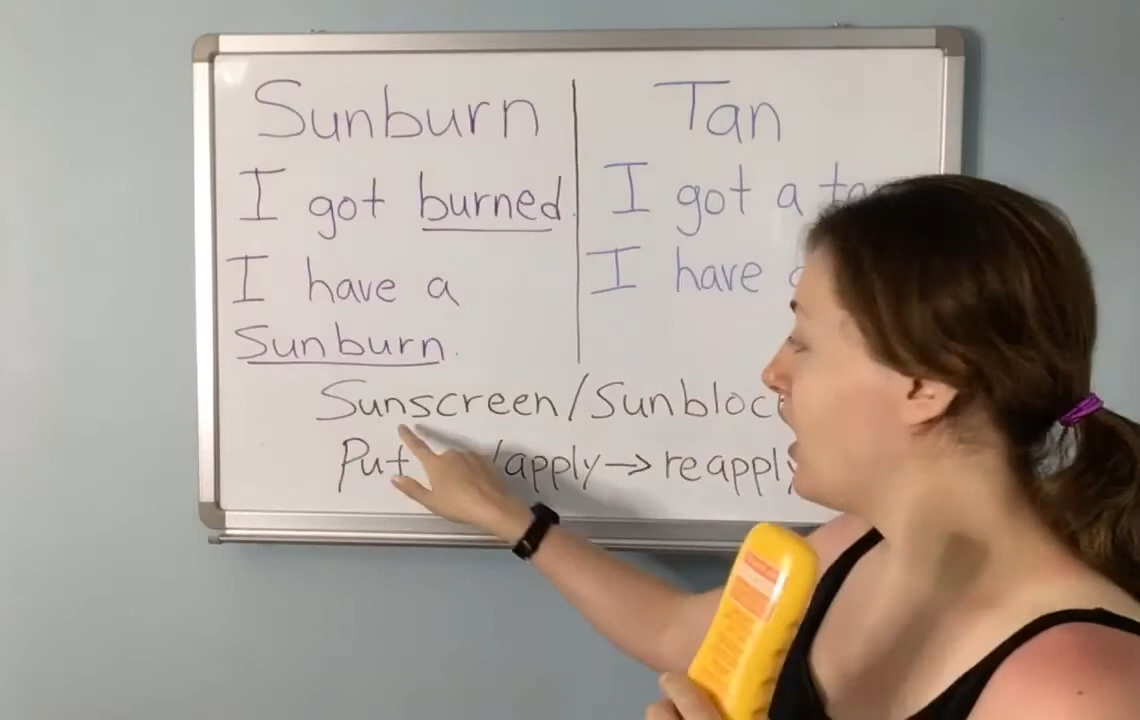 Sunburn
I got burned.
I have a
Sunburn.
Tan
I got a
I have
Sunscreen/Sunbloc
Put /apply→reapply